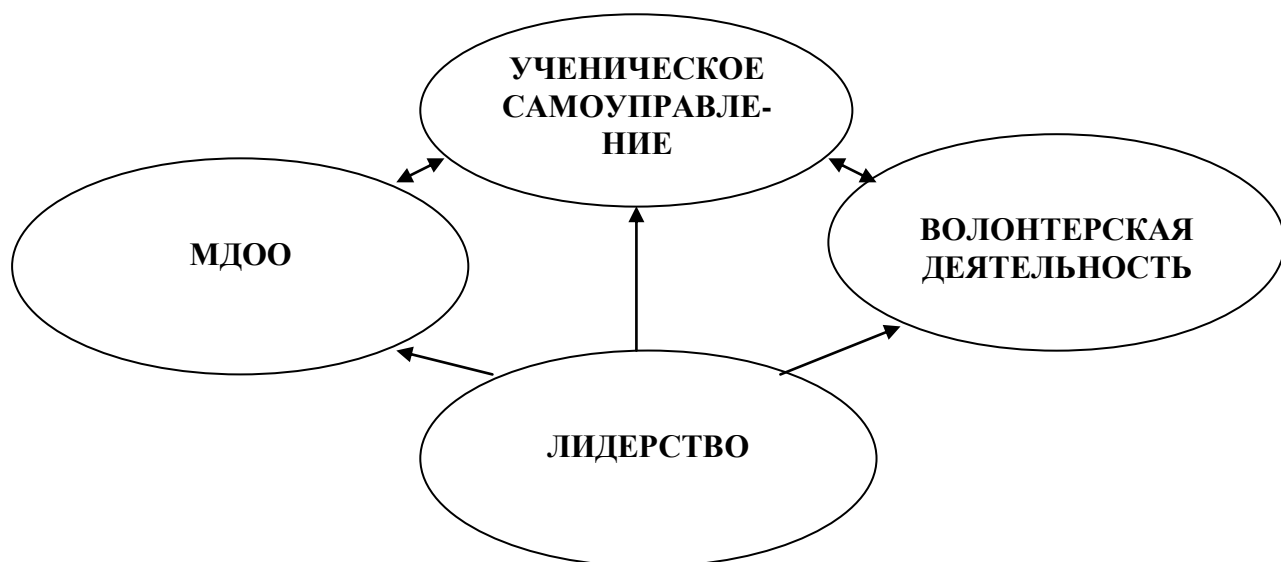 УЧЕНИЧЕСКОЕ
САМОУПРАВЛЕ-
НИЕ
МДОО
ВОЛОНТЕРСКАЯ
ДЕЯТЕЛЬНОСТЬ
ЛИДЕРСТВО